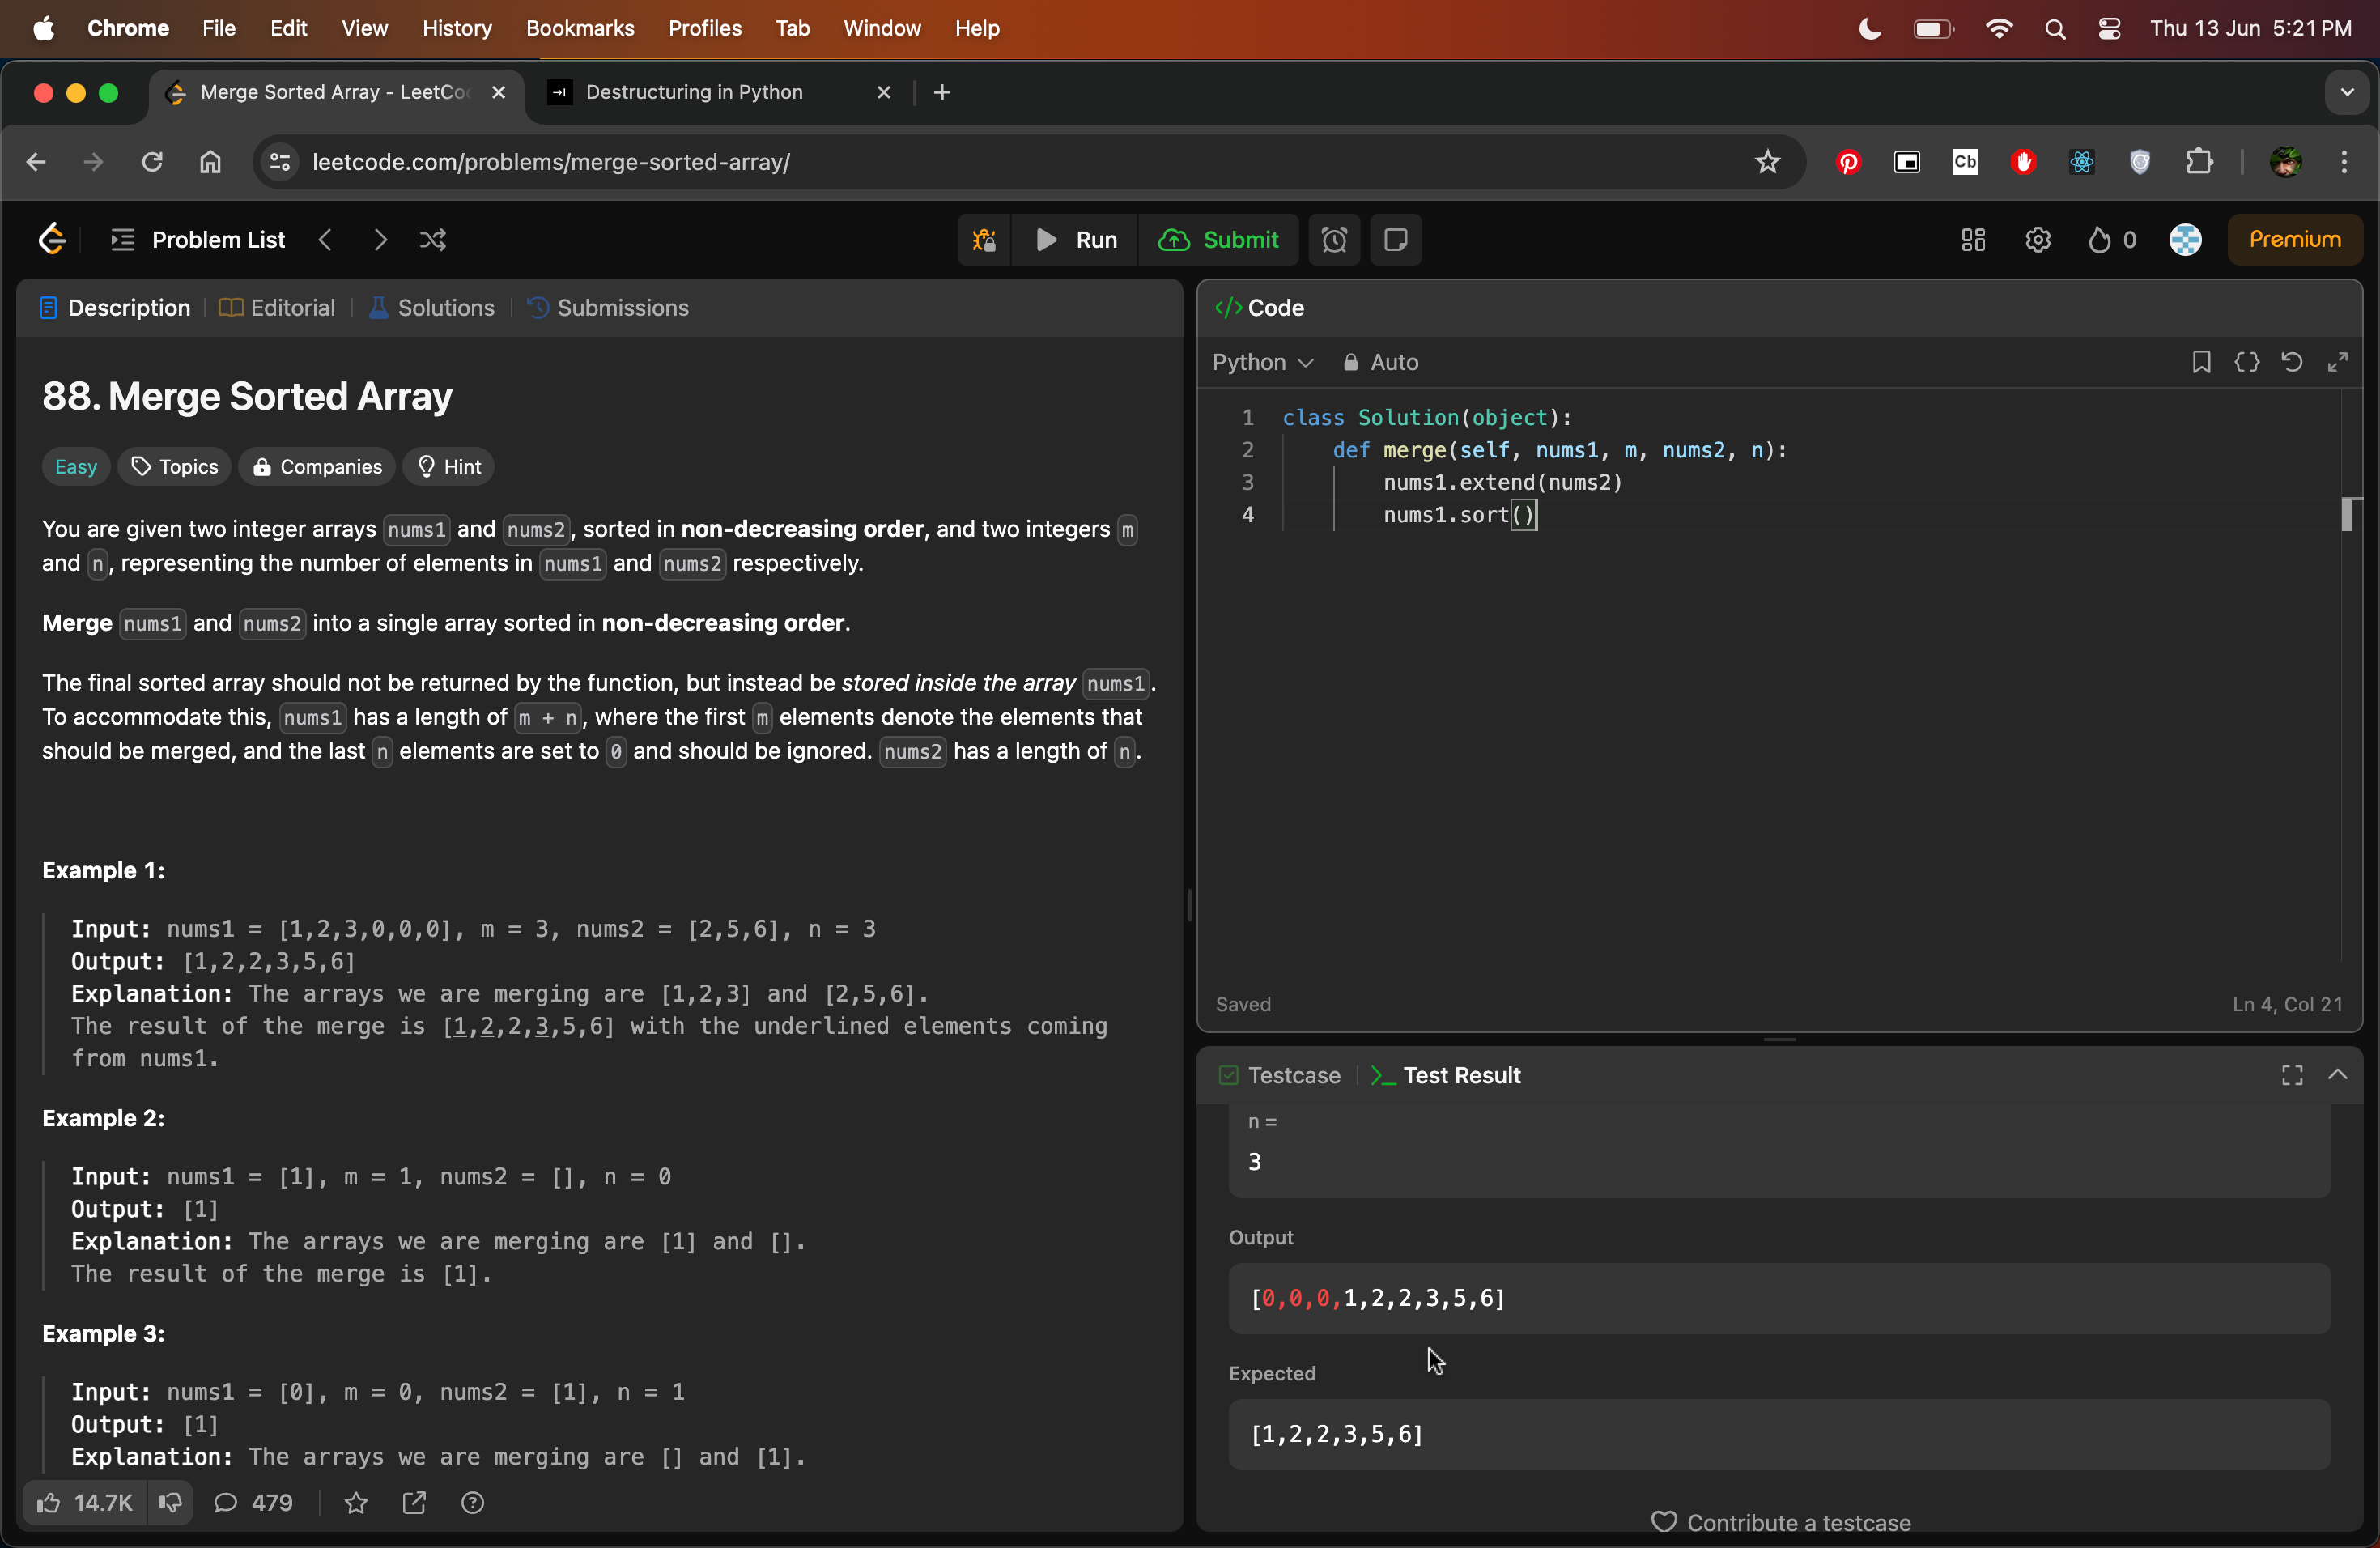 Chrome File Edit View History Bookmarks Profiles Tab Window Help Thu 13 Jun 5:21 PM
Merge Sorted Array - LeetCo Destructuring in Python
leetcode.com/problems/merge-sorted-array/ Cb
Problem List Run Submit 0 Premium
Description Editorial Solutions Submissions
88. Merge Sorted Array
Easy Topics Companies Hint
You are given two integer arrays nums1 and nums2, sorted in non-decreasing order, and two integers m
and n, representing the number of elements in nums1 and nums2 respectively.
Merge nums1 and nums2 into a single array sorted in non-decreasing order.
The final sorted array should not be returned by the function, but instead be stored inside the array nums1.
To accommodate this, nums1 has a length of m + n, where the first m elements denote the elements that
should be merged, and the last n elements are set to 0 and should be ignored. nums2 has a length of n.
Example 1:
Input: nums1 = [1,2,3,0,0,0], m = 3, nums2 = [2,5,6], n = 3
Output: [1,2,2,3,5,6]
Explanation: The arrays we are merging are [1,2,3] and [2,5,6].
The result of the merge is [1,2,2,3,5,6] with the underlined elements coming
from nums1.
Example 2:
Input: nums1 = [1], m = 1, nums2 = [], n = 0
Output: [1]
Explanation: The arrays we are merging are [1] and [].
The result of the merge is [1].
Example 3:
Input: nums1 = [0], m = 0, nums2 = [1], n = 1
Output: [1]
Explanation: The arrays we are merging are [] and [1].
14.7K 479
</> Code
Python Auto
1 class Solution(object):
2 def merge(self, nums1, m, nums2, n):
3 nums1.extend(nums2)
4 nums1.sort()
Saved Ln 4, Col 21
Testcase Test Result
n =
3
Output
[0,0,0,1,2,2,3,5,6]
Expected
[1,2,2,3,5,6]
Contribute a testcase